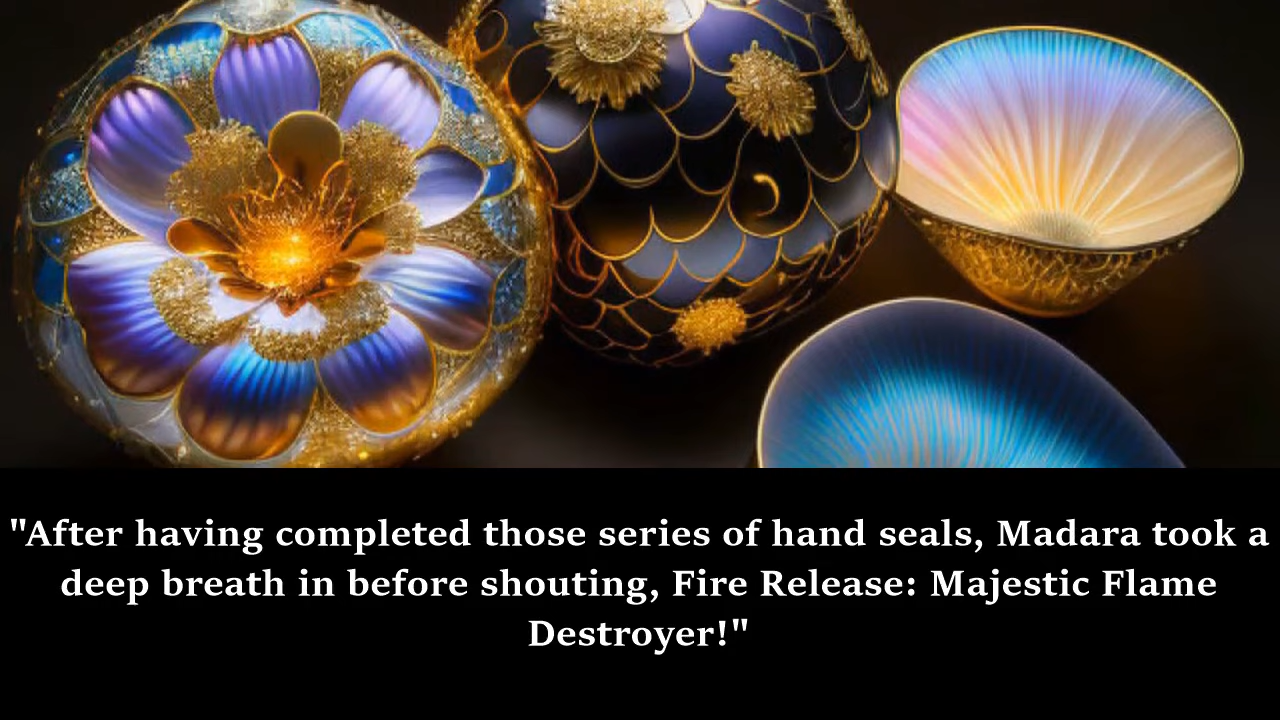 "After having completed those series of hand seals, Madara took a
deep breath in before shouting, Fire Release: Majestic Flame
Destroyer!"